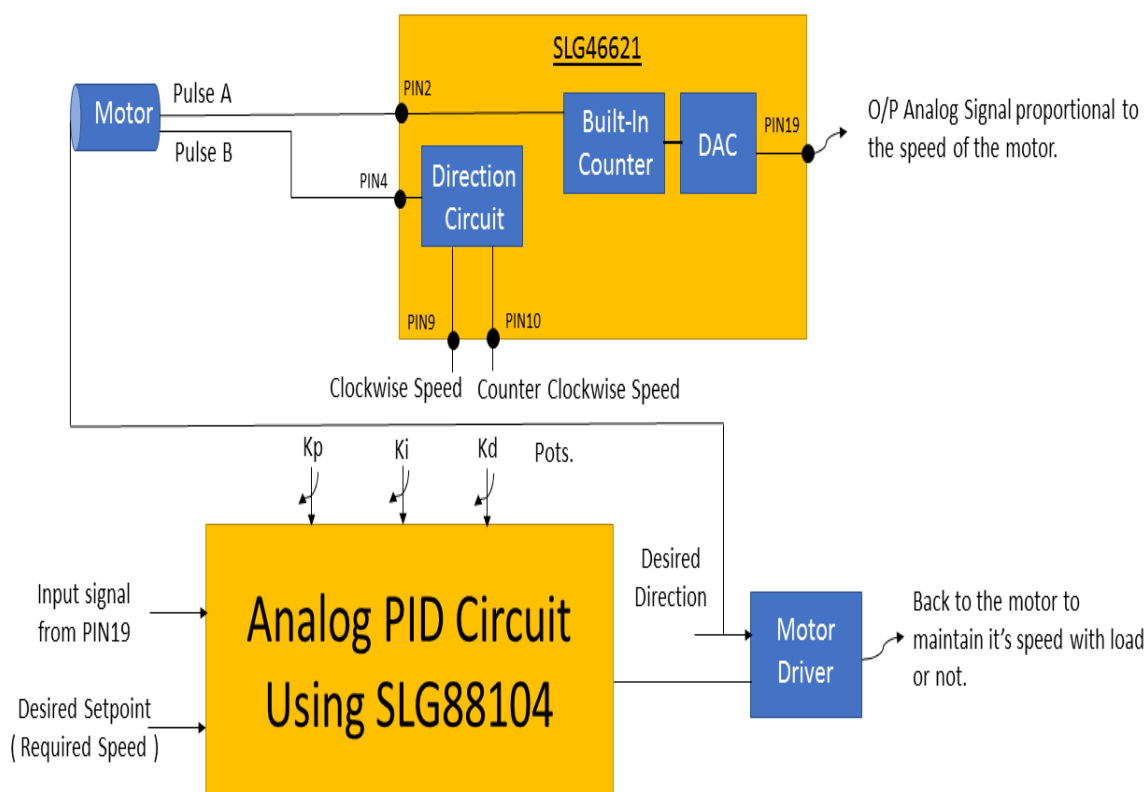 SLG46621
Motor
Pulse A
Pulse B
PIN2
PIN4
Built-In
Counter
DAC
PIN19
Direction
Circuit
O/P Analog Signal proportional to
the speed of the motor.
PIN9
PIN10
Clockwise Speed
Counter Clockwise Speed
Kp
Ki
Kd
Pots.
Input signal
from PIN19
Desired Setpoint
( Required Speed )
Analog PID Circuit
Using SLG88104
Desired
Direction
Motor
Driver
Back to the motor to
maintain it’s speed with load
or not.